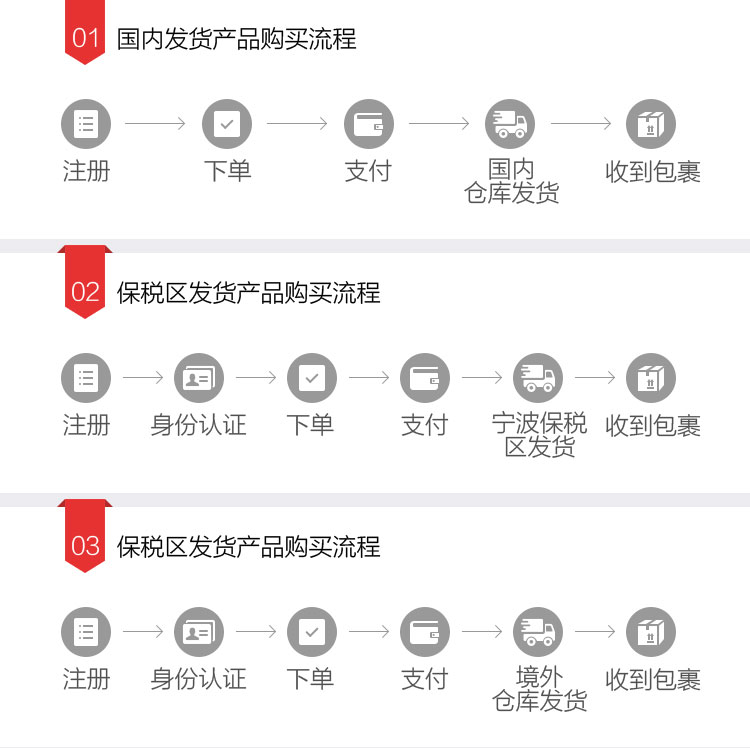 01 国内发货产品购买流程
注册 下单 支付 国内 收到包裹
仓库发货
02 保税区发货产品购买流程
注册 身份认证 下单 支付 宁波保税 收到包裹
区发货
03 保税区发货产品购买流程
注册 身份认证 下单 支付 境外 收到包裹
仓库发货